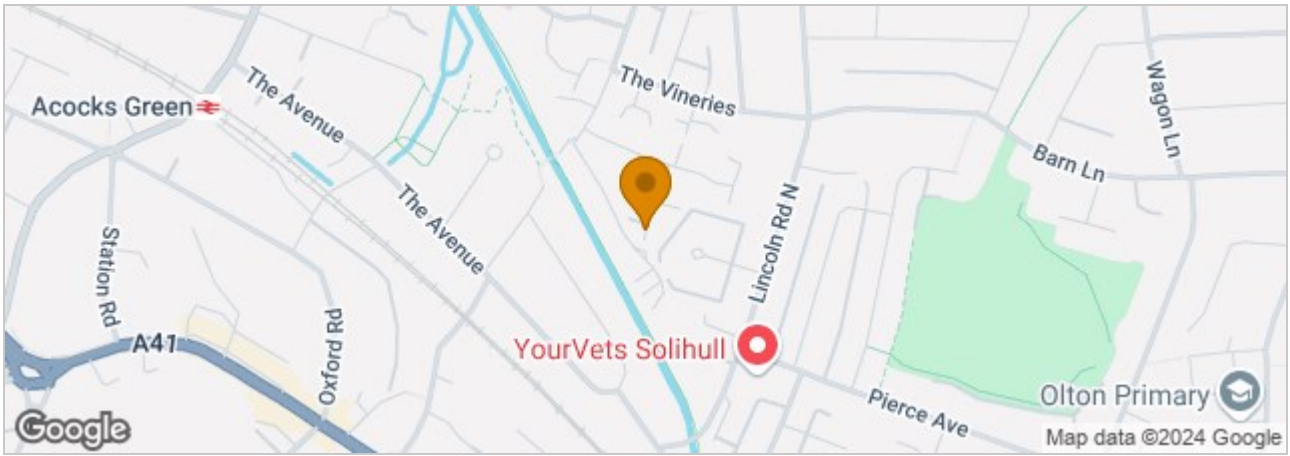 The Vineries
Wagon Ln
Acocks Green
The Avenue
Barn Ln
The Avenue
Lincoln Rd N
Station Rd
A41
Oxford Rd
YourVets Solihull
Pierce Ave
Olton Primary
Google
Map data ©2024 Google